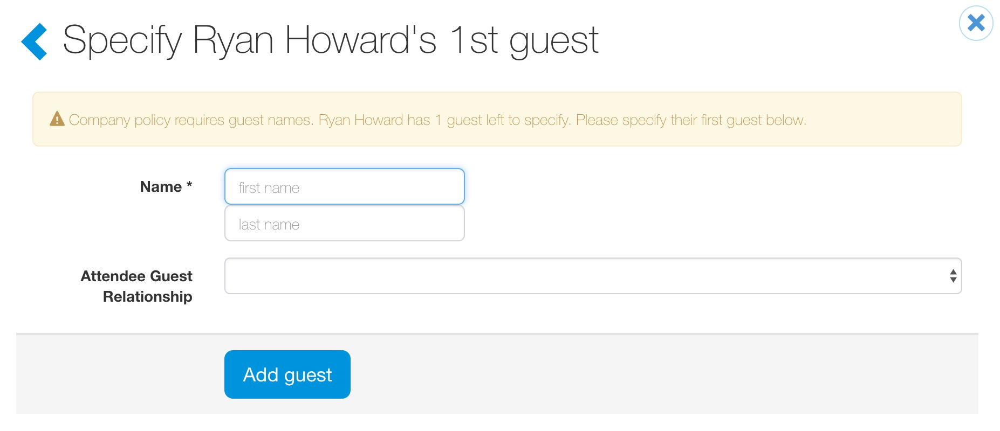 Specify Ryan Howard's 1st guest
Company policy requires guest names. Ryan Howard has 1 guest left to specify. Please specify their first guest below.
Name *
first name
last name
Attendee Guest
Relationship
Add guest